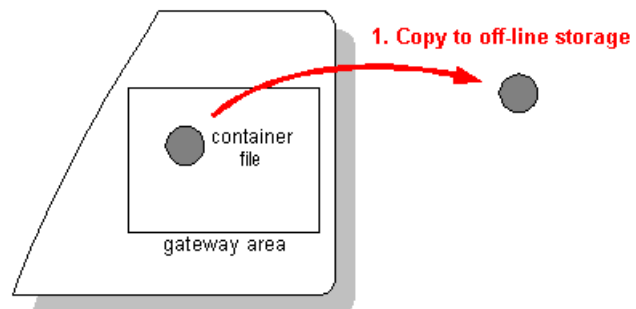 1. Copy to off-line storage
container
file
gateway area